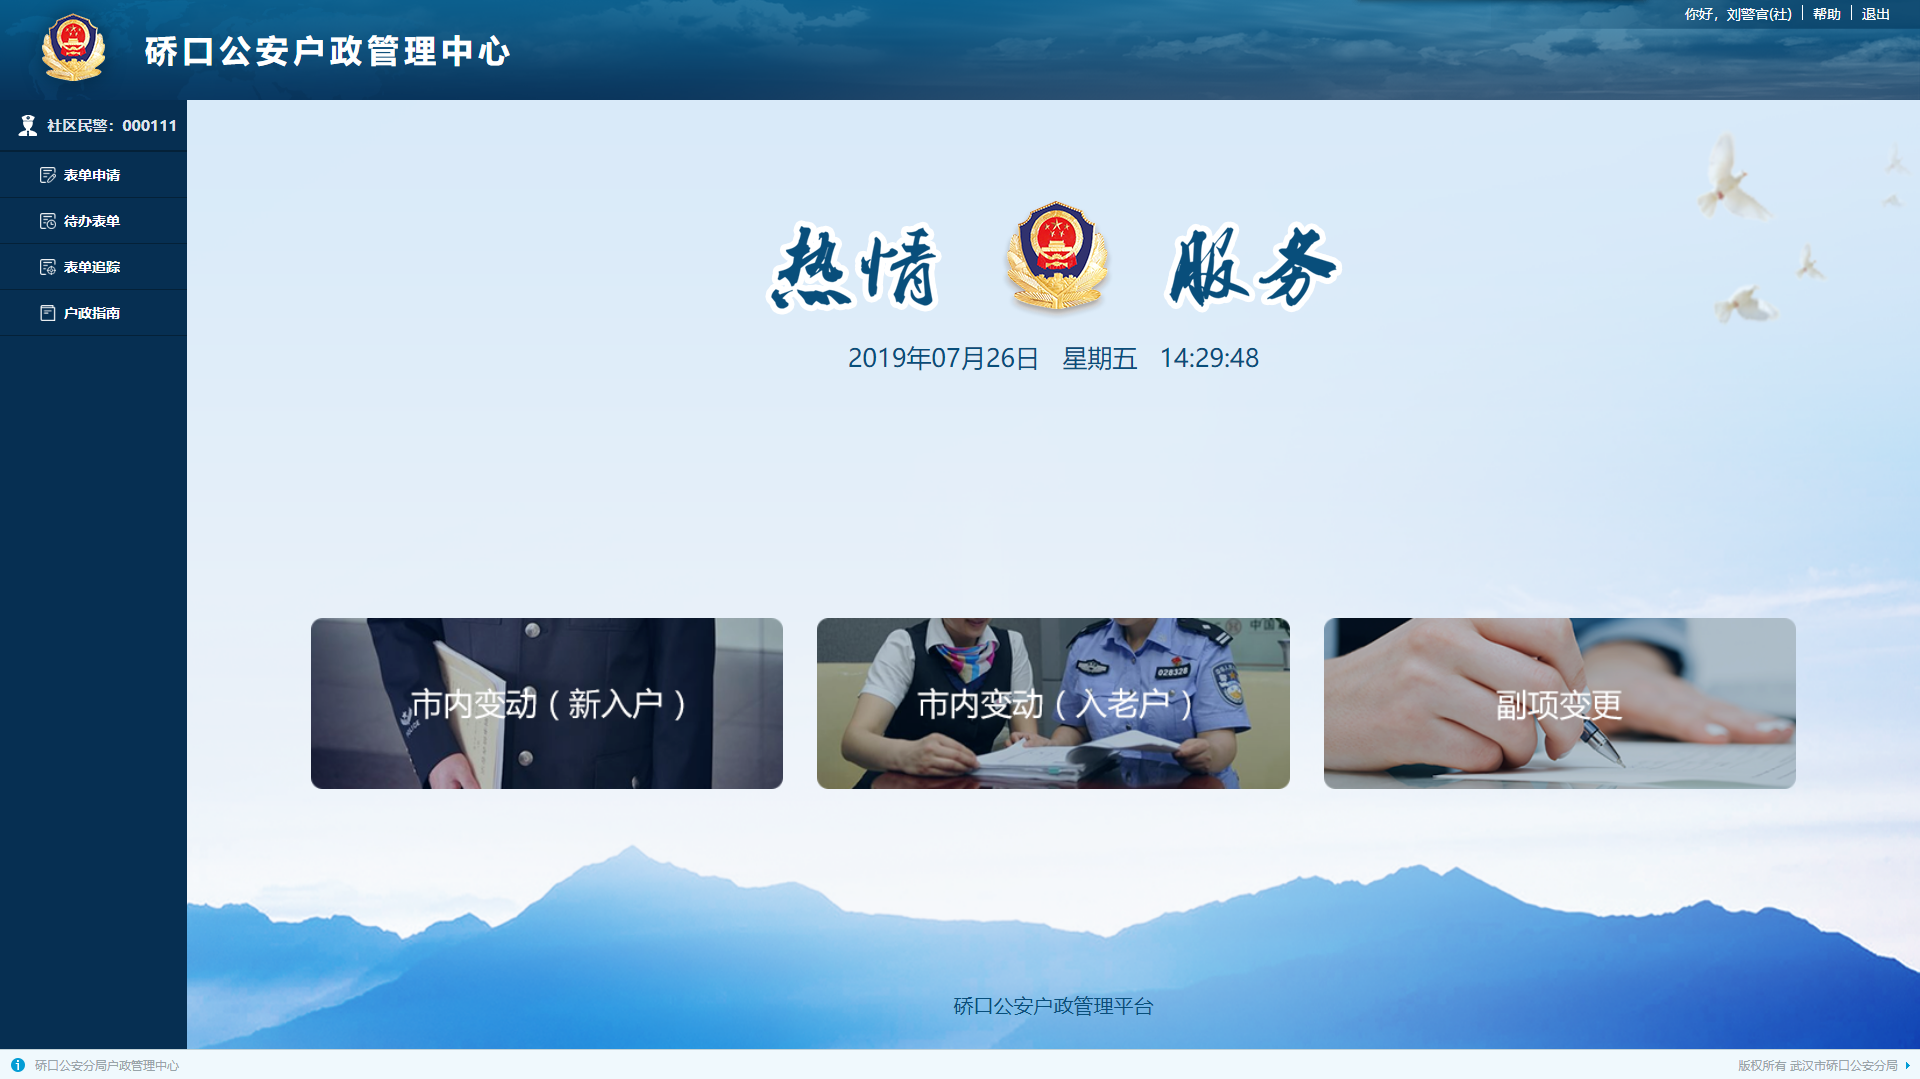 你好，刘警官(社)
帮助
退出
硚口公安户政管理中心
社区民警：000111
表单申请
待办表单
表单追踪
户政指南
热情 服务
2019年07月26日 星期五 14:29:48
市内变动（新入户）
市内变动（入老户）
028328
中国
副项变更
硚口公安户政管理平台
硚口公安分局户政管理中心
版权所有 武汉市硚口公安分局